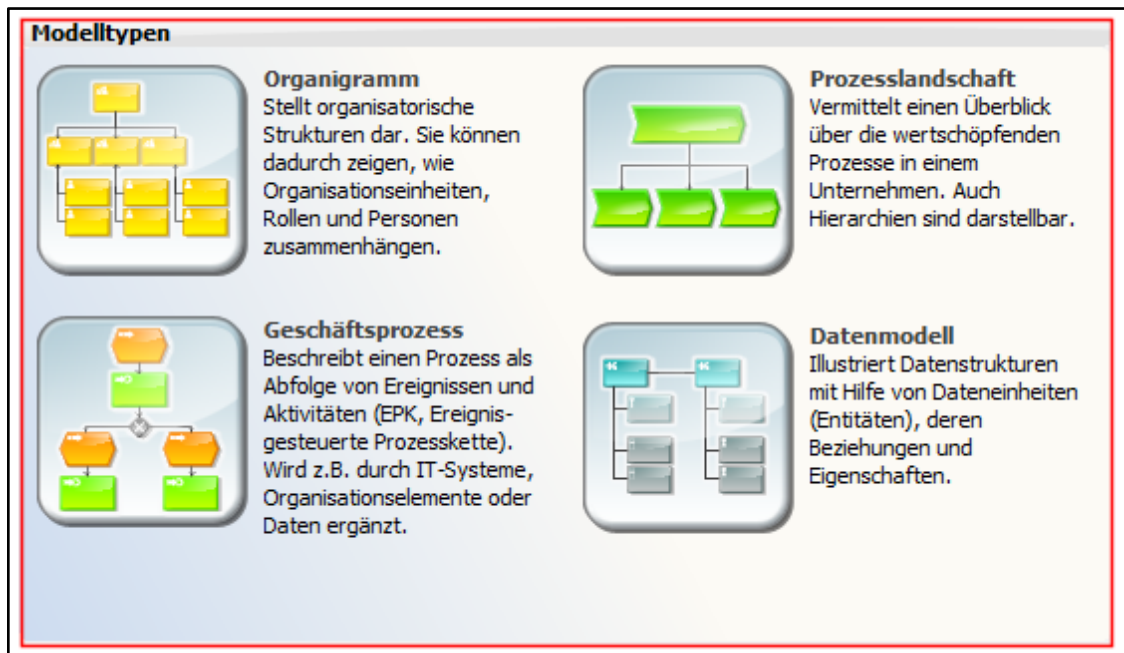 Modelltypen
Organigramm
Stellt organisatorische
Strukturen dar. Sie können
dadurch zeigen, wie
Organisationseinheiten,
Rollen und Personen
zusammenhängen.
Prozesslandschaft
Vermittelt einen Überblick
über die wertschöpfenden
Prozesse in einem
Unternehmen. Auch
Hierarchien sind darstellbar.
Geschäftsprozess
Beschreibt einen Prozess als
Abfolge von Ereignissen und
Aktivitäten (EPK, Ereignis-
gesteuerte Prozesskette).
Wird z.B. durch IT-Systeme,
Organisationselemente oder
Daten ergänzt.
Datenmodell
Illustriert Datenstrukturen
mit Hilfe von Dateneinheiten
(Entitäten), deren
Beziehungen und
Eigenschaften.